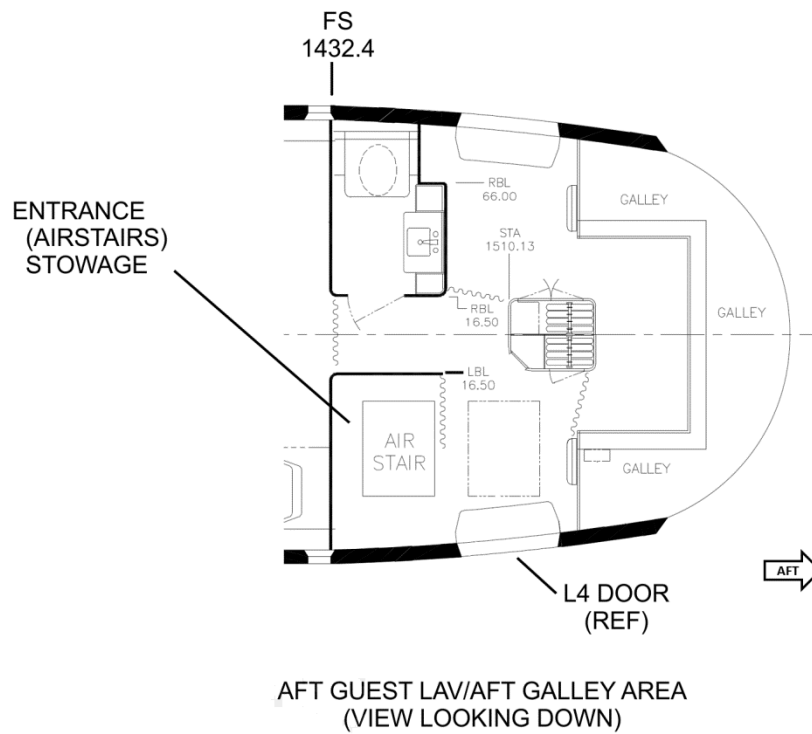 FS
1432.4
RBL
66.00
GALLEY
ENTRANCE
(AIRSTAIRS)
STOWAGE
STA
1510.13
RBL
16.50
GALLEY
LBL
16.50
AIR
STAIR
GALLEY
AFT
L4 DOOR
(REF)
AFT GUEST LAV/AFT GALLEY AREA
(VIEW LOOKING DOWN)